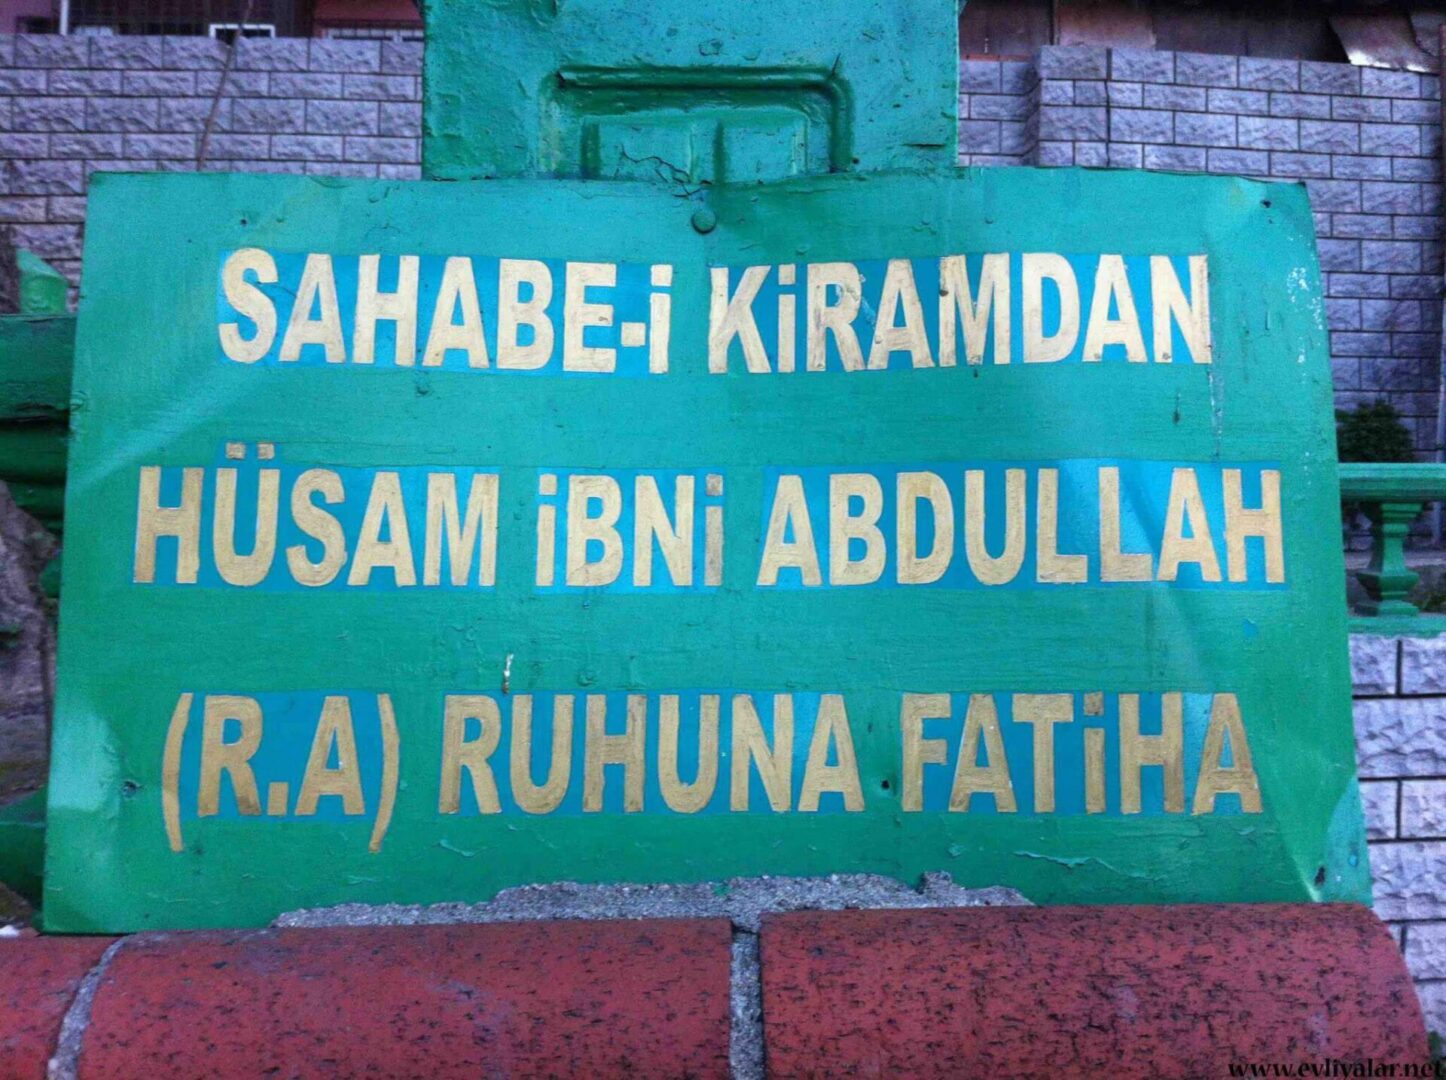 SAHABE-i KiRAMDAN
HÜSAM iBNi ABDULLAH
(R.A) RUHUNA FATiHA
www.evliyalar.net